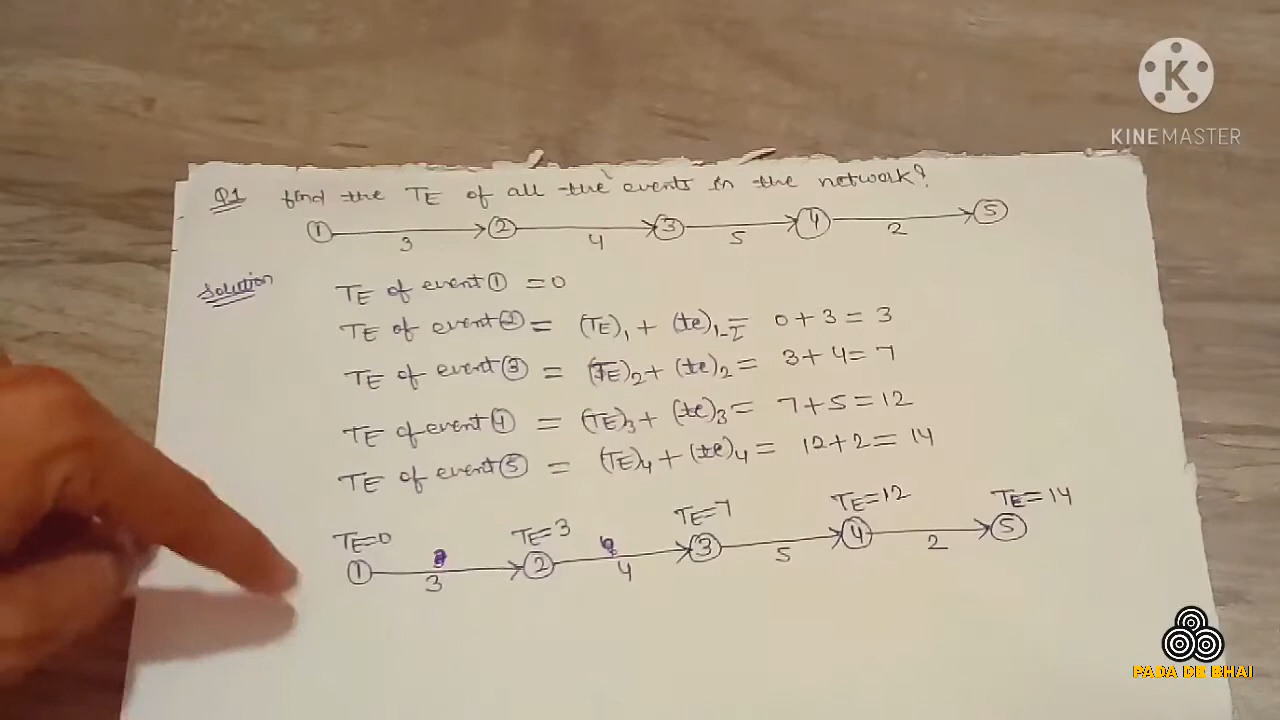 KINEMASTER
Q1 find the TE of all the events in the network?
1 3 2 4 3 5 4 2 5
Solution
TE of event ① = 0
TE of event ② = (TE)1 + (te)1-2 = 0 + 3 = 3
TE of event ③ = (TE)2 + (te)2 = 3 + 4 = 7
TE of event ④ = (TE)3 + (te)3 = 7 + 5 = 12
TE of event ⑤ = (TE)4 + (te)4 = 12 + 2 = 14
TE=0 TE=3 TE=7 TE=12 TE=14
1 3 2 4 3 5 4 2 5
PADA DE BHAI